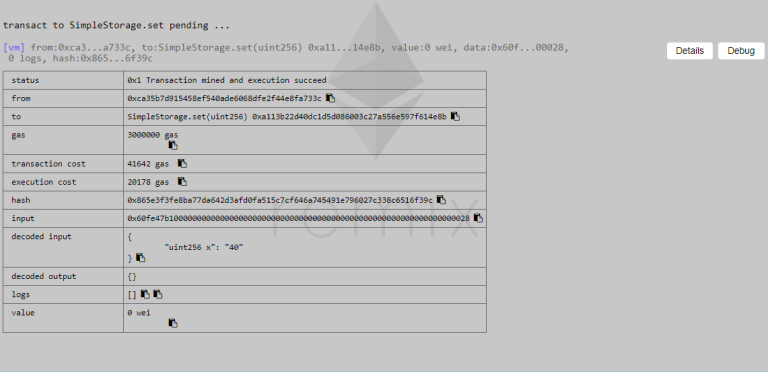 transact to SimpleStorage.set pending ...
[vm] from:0xca3...a733c, to:SimpleStorage.set(uint256) 0xa11...14e8b, value:0 wei, data:0x60f...00028,
0 logs, hash:0x865...6f39c
Details
Debug
status 0x1 Transaction mined and execution succeed
from 0xca35b7d915458ef540ade6068dfe2f44e8fa733c
to SimpleStorage.set(uint256) 0xa113b22d40dc1d5d086003c27a556e597f614e8b
gas 3000000 gas
transaction cost 41642 gas
execution cost 20178 gas
hash 0x865e3f3fe8ba77da642d3afd0fa515c7cf646a745491e796027c338c6516f39c
input 0x60fe47b10000000000000000000000000000000000000000000000000000000000000028
decoded input {
"uint256 x": "40"
}
decoded output {}
logs []
value 0 wei
remix